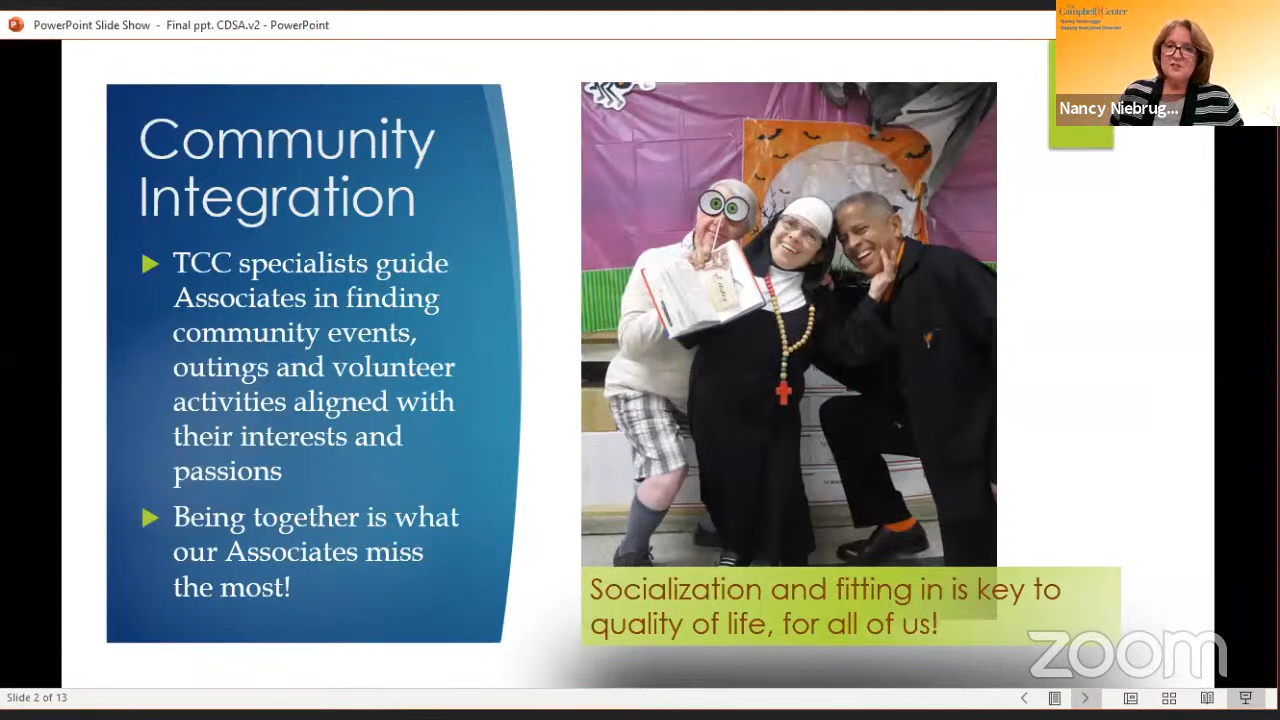 PowerPoint Slide Show - Final ppt. CDSA.v2 - PowerPoint
The
Campbell Center
Nancy Niebrugge
Deputy Executive Director
Nancy Niebrug...
Community
Integration
TCC specialists guide
Associates in finding
community events,
outings and volunteer
activities aligned with
their interests and
passions
Being together is what
our Associates miss
the most!
Socialization and fitting in is key to
quality of life, for all of us!
zoom
Slide 2 of 13